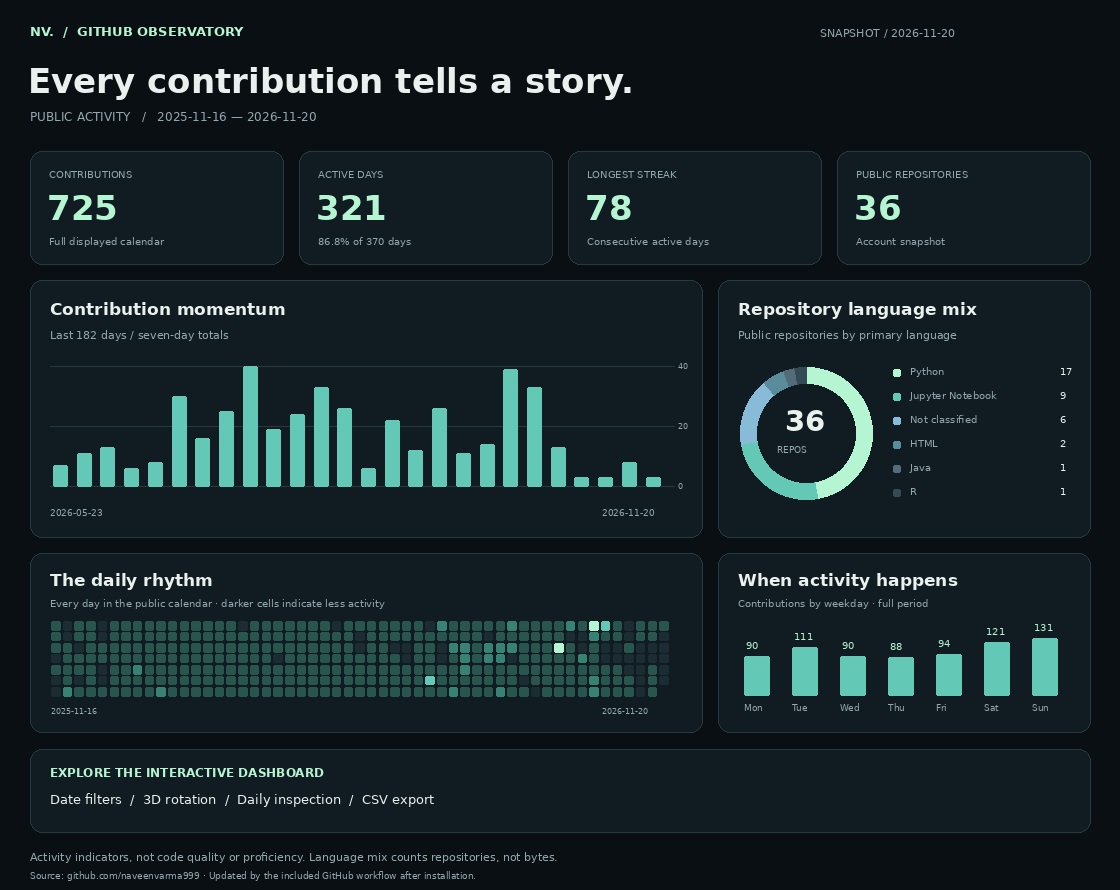 NV. / GITHUB OBSERVATORY
SNAPSHOT / 2026-11-20
Every contribution tells a story.
PUBLIC ACTIVITY / 2025-11-16 — 2026-11-20
CONTRIBUTIONS
725
Full displayed calendar
ACTIVE DAYS
321
86.8% of 370 days
LONGEST STREAK
78
Consecutive active days
PUBLIC REPOSITORIES
36
Account snapshot
Contribution momentum
Last 182 days / seven-day totals
40
20
0
2026-05-23
2026-11-20
Repository language mix
Public repositories by primary language
36
REPOS
Python 17
Jupyter Notebook 9
Not classified 6
HTML 2
Java 1
R 1
The daily rhythm
Every day in the public calendar · darker cells indicate less activity
2025-11-16
2026-11-20
When activity happens
Contributions by weekday · full period
90 111 90 88 94 121 131
Mon Tue Wed Thu Fri Sat Sun
EXPLORE THE INTERACTIVE DASHBOARD
Date filters / 3D rotation / Daily inspection / CSV export
Activity indicators, not code quality or proficiency. Language mix counts repositories, not bytes.
Source: github.com/naveenvarma999 · Updated by the included GitHub workflow after installation.